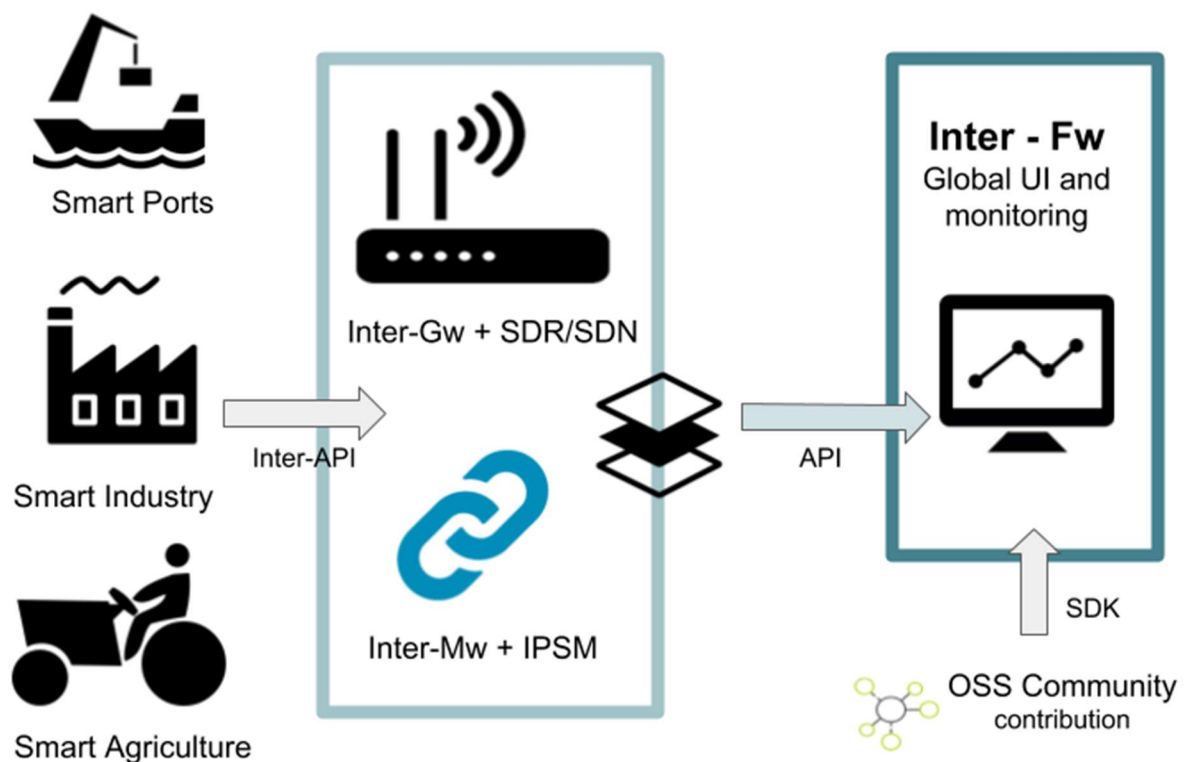 Smart Ports
Smart Industry
Smart Agriculture
Inter-API
Inter-Gw + SDR/SDN
Inter-Mw + IPSM
API
Inter - Fw
Global UI and
monitoring
SDK
OSS Community
contribution